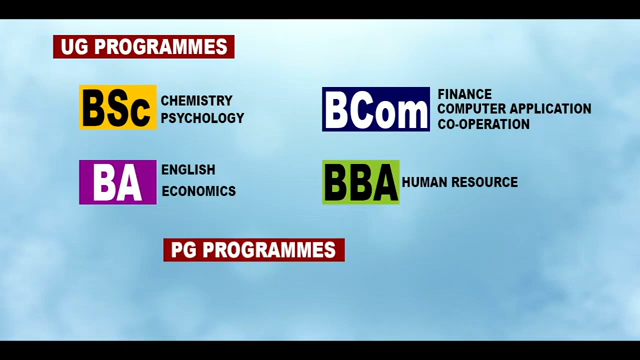 UG PROGRAMMES
BSc
CHEMISTRY
PSYCHOLOGY
BCom
FINANCE
COMPUTER APPLICATION
CO-OPERATION
BA
ENGLISH
ECONOMICS
BBA
HUMAN RESOURCE
PG PROGRAMMES